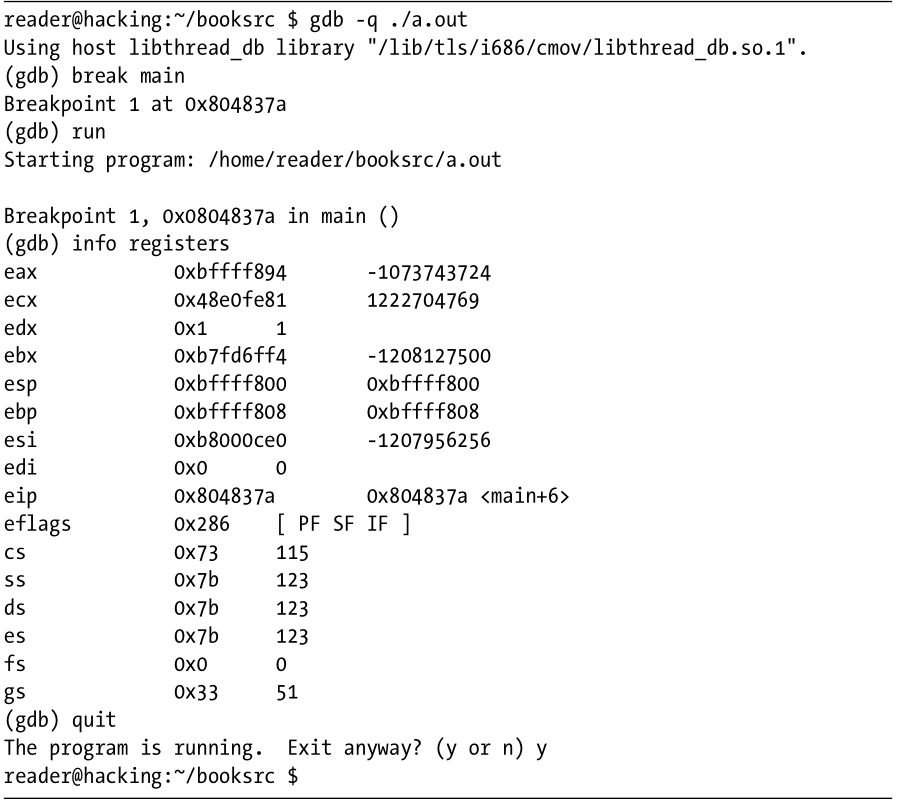 reader@hacking:~/booksrc $ gdb -q ./a.out
Using host libthread_db library "/lib/tls/i686/cmov/libthread_db.so.1".
(gdb) break main
Breakpoint 1 at 0x804837a
(gdb) run
Starting program: /home/reader/booksrc/a.out

Breakpoint 1, 0x0804837a in main ()
(gdb) info registers
eax            0xbffff894       -1073743724
ecx            0x48e0fe81       1222704769
edx            0x1      1
ebx            0xb7fd6ff4       -1208127500
esp            0xbffff800       0xbffff800
ebp            0xbffff808       0xbffff808
esi            0xb8000ce0       -1207956256
edi            0x0      0
eip            0x804837a        0x804837a <main+6>
eflags         0x286    [ PF SF IF ]
cs             0x73     115
ss             0x7b     123
ds             0x7b     123
es             0x7b     123
fs             0x0      0
gs             0x33     51
(gdb) quit
The program is running.  Exit anyway? (y or n) y
reader@hacking:~/booksrc $